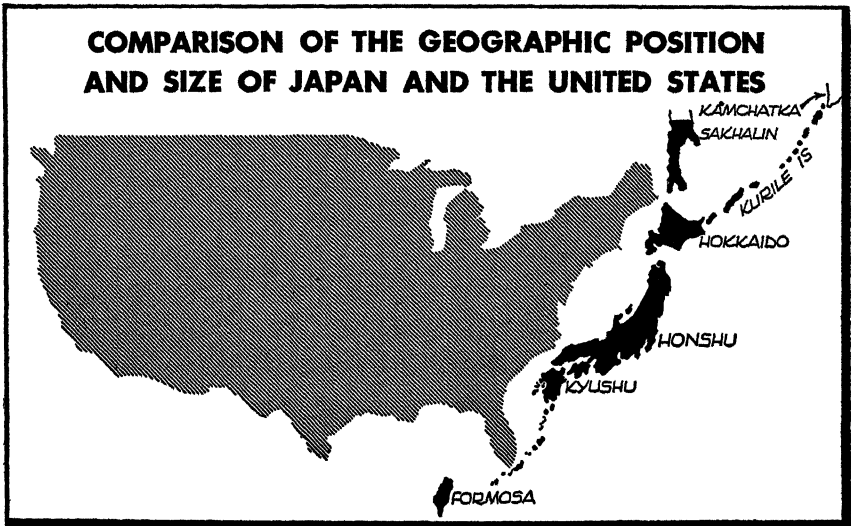 COMPARISON OF THE GEOGRAPHIC POSITION
AND SIZE OF JAPAN AND THE UNITED STATES
KAMCHATKA
SAKHALIN
KURILE IS
HOKKAIDO
HONSHU
KYUSHU
FORMOSA